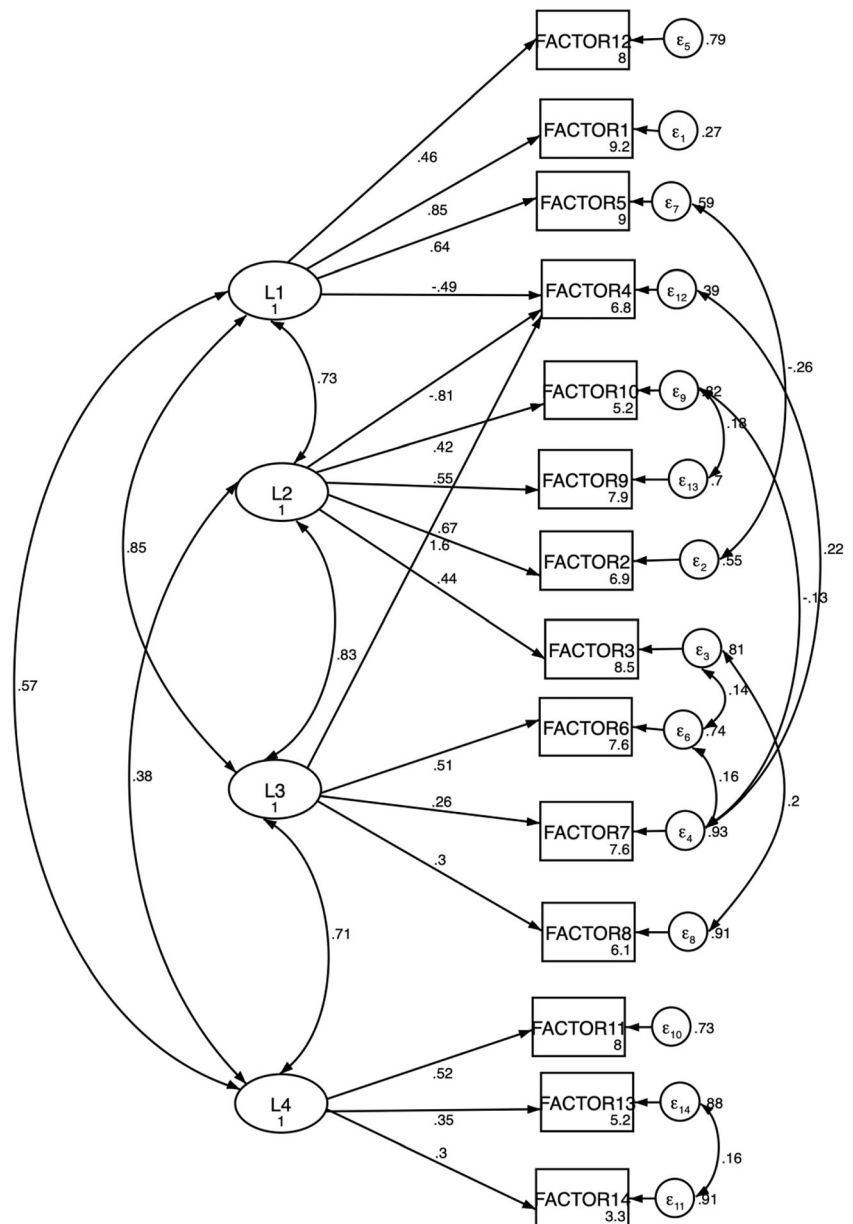 FACTOR12
8
ε5
.79
.46
FACTOR1
9.2
ε1
.27
.85
FACTOR5
9
ε7
.59
.64
L1
1
-.49
FACTOR4
6.8
ε12
.39
.73
-.81
-.26
FACTOR10
5.2
ε9
.82
.18
.42
L2
1
.55
FACTOR9
7.9
ε13
.7
.67
1.6
.85
FACTOR2
6.9
ε2
.55
.22
.44
-.13
.57
.83
FACTOR3
8.5
ε3
.81
.14
FACTOR6
7.6
ε6
.74
.51
.38
L3
1
.26
.16
.2
FACTOR7
7.6
ε4
.93
.3
.71
FACTOR8
6.1
ε8
.91
FACTOR11
8
ε10
.73
.52
L4
1
FACTOR13
5.2
ε14
.88
.35
.3
.16
FACTOR14
3.3
ε11
.91